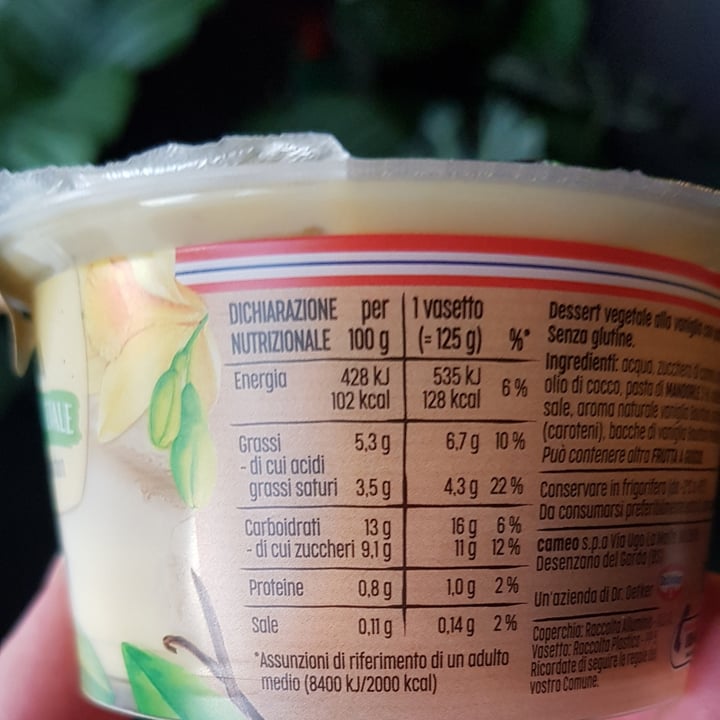 DICHIARAZIONE per 1 vasetto
NUTRIZIONALE 100 g (= 125 g) %*
Energia 428 kJ 535 kJ 6 %
102 kcal 128 kcal
Grassi 5,3 g 6,7 g 10 %
- di cui acidi
grassi saturi 3,5 g 4,3 g 22 %
Carboidrati 13 g 16 g 6 %
- di cui zuccheri 9,1 g 11 g 12 %
Proteine 0,8 g 1,0 g 2 %
Sale 0,11 g 0,14 g 2 %
*Assunzioni di riferimento di un adulto
medio (8400 kJ/2000 kcal)
Dessert vegetale alla vaniglia con
Senza glutine.
Ingredienti: acqua, zucchero di
olio di cocco, pasta di MANDORLE
sale, aroma naturale vaniglia
(caroteni), bacche di vaniglia
Può contenere altra FRUTTA A GUSCIO.
Conservare in frigorifero
Da consumarsi preferibilmente
cameo s.p.a Via Ugo La Malfa
Desenzano del Garda (BS)
Un'azienda di Dr. Oetker
Coperchio: Raccolta Alluminio
Vasetto: Raccolta Plastica
Ricordate di seguire le regole del
vostro Comune.